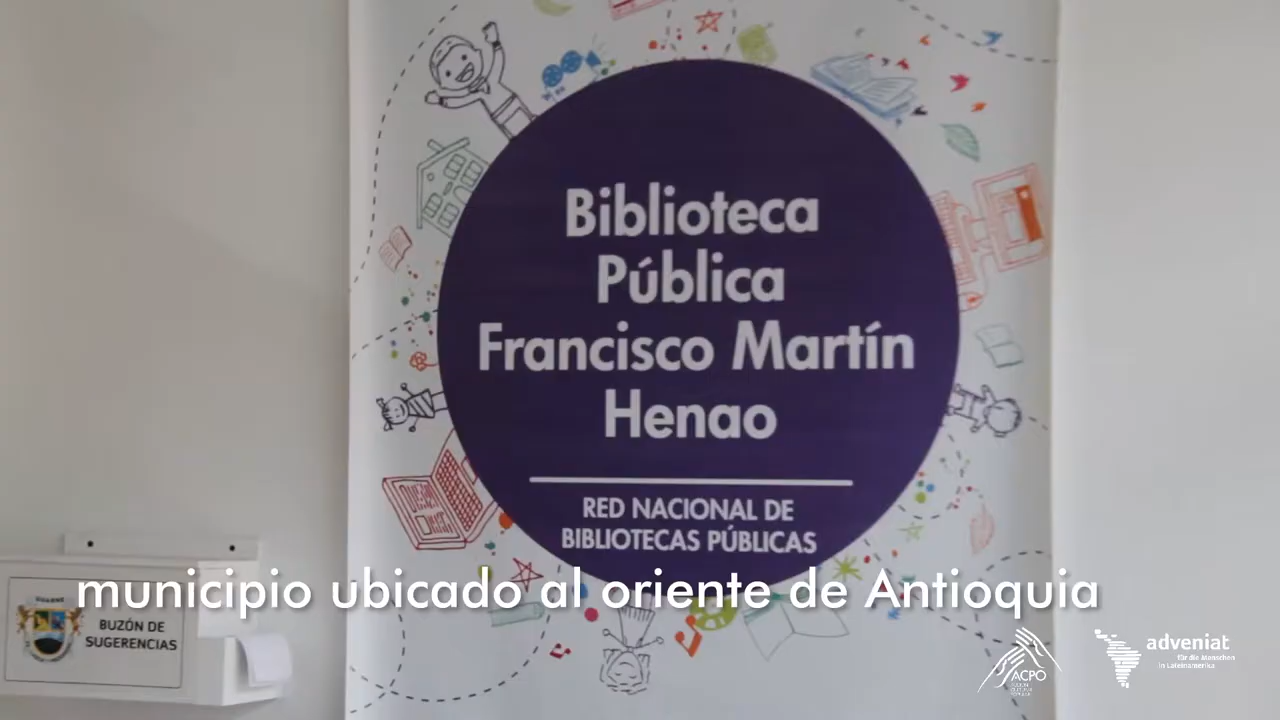 Biblioteca
Pública
Francisco Martín
Henao
RED NACIONAL DE
BIBLIOTECAS PÚBLICAS
municipio ubicado al oriente de Antioquia
BUZÓN DE
SUGERENCIAS
ACPO
adveniat
für die Menschen
in Lateinamerika